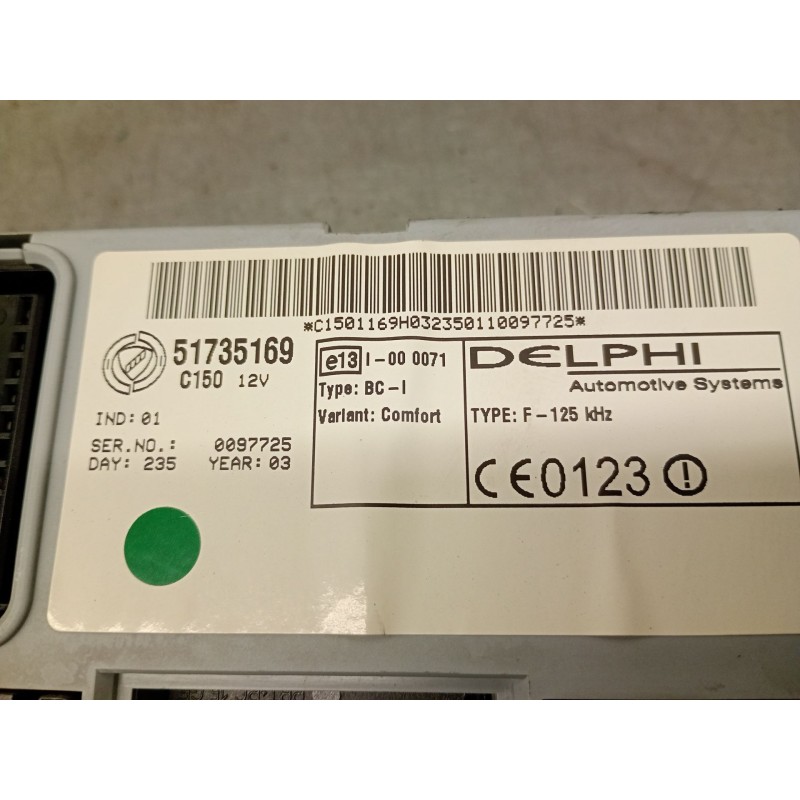 *C1501169H032350110097725*
51735169
C150 12V
IND: 01
SER.NO.: 0097725
DAY: 235 YEAR: 03
e13 I-00 0071
Type: BC-I
Variant: Comfort
DELPHI
Automotive Systems
TYPE: F-125 kHz
CE0123